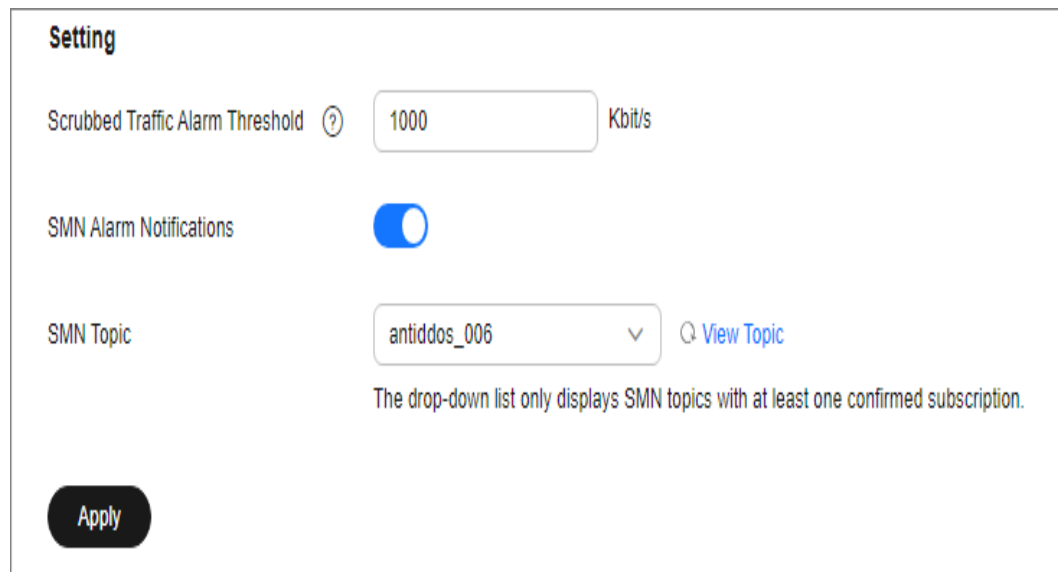 Setting
Scrubbed Traffic Alarm Threshold ? 1000 Kbit/s
SMN Alarm Notifications
SMN Topic antiddos_006 View Topic
The drop-down list only displays SMN topics with at least one confirmed subscription.
Apply